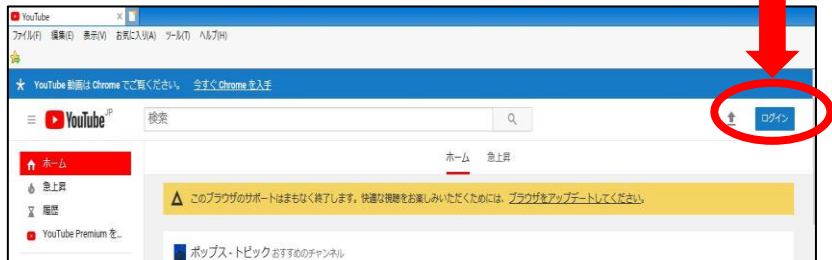 YouTube
ファイル(F) 編集(E) 表示(V) お気に入り(A) ツール(T) ヘルプ(H)
YouTube 動画は Chrome でご覧ください。 今すぐ Chrome を入手
YouTube JP 検索 ログイン
ホーム 急上昇
ホーム
急上昇
履歴
YouTube Premium を...
このブラウザのサポートはまもなく終了します。快適な視聴をお楽しみいただくためには、ブラウザをアップデートしてください。
ポップス - トピック おすすめのチャンネル